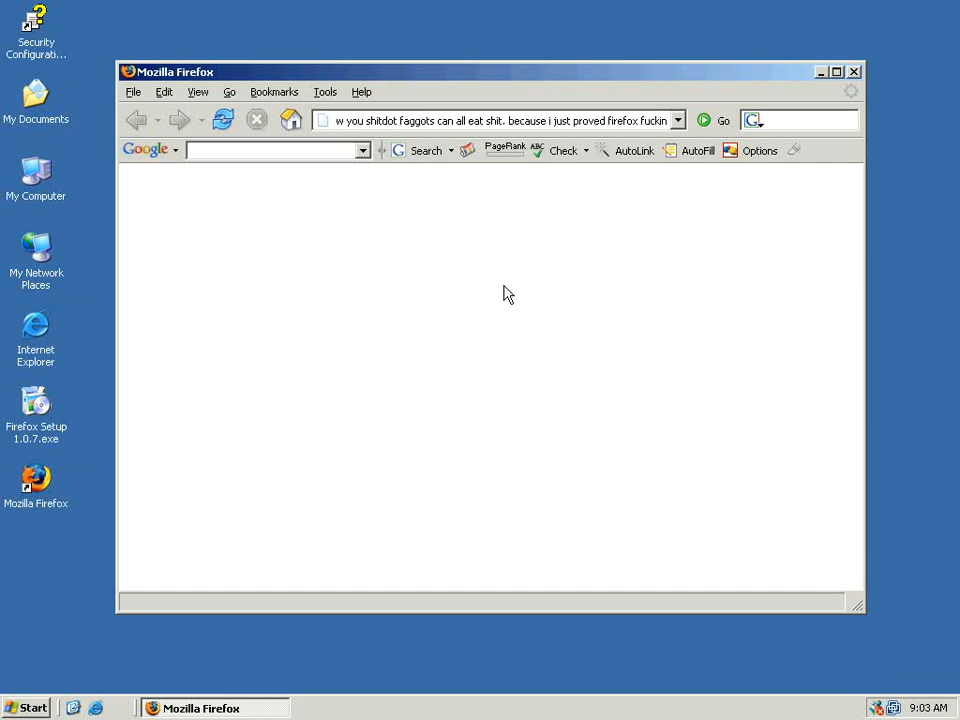 Security
Configurati...
My Documents
My Computer
My Network
Places
Internet
Explorer
Firefox Setup
1.0.7.exe
Mozilla Firefox
Mozilla Firefox
File Edit View Go Bookmarks Tools Help
w you shitdot faggots can all eat shit. because i just proved firefox fuckin Go G
Google G Search PageRank ABC Check AutoLink AutoFill Options
Start Mozilla Firefox 9:03 AM